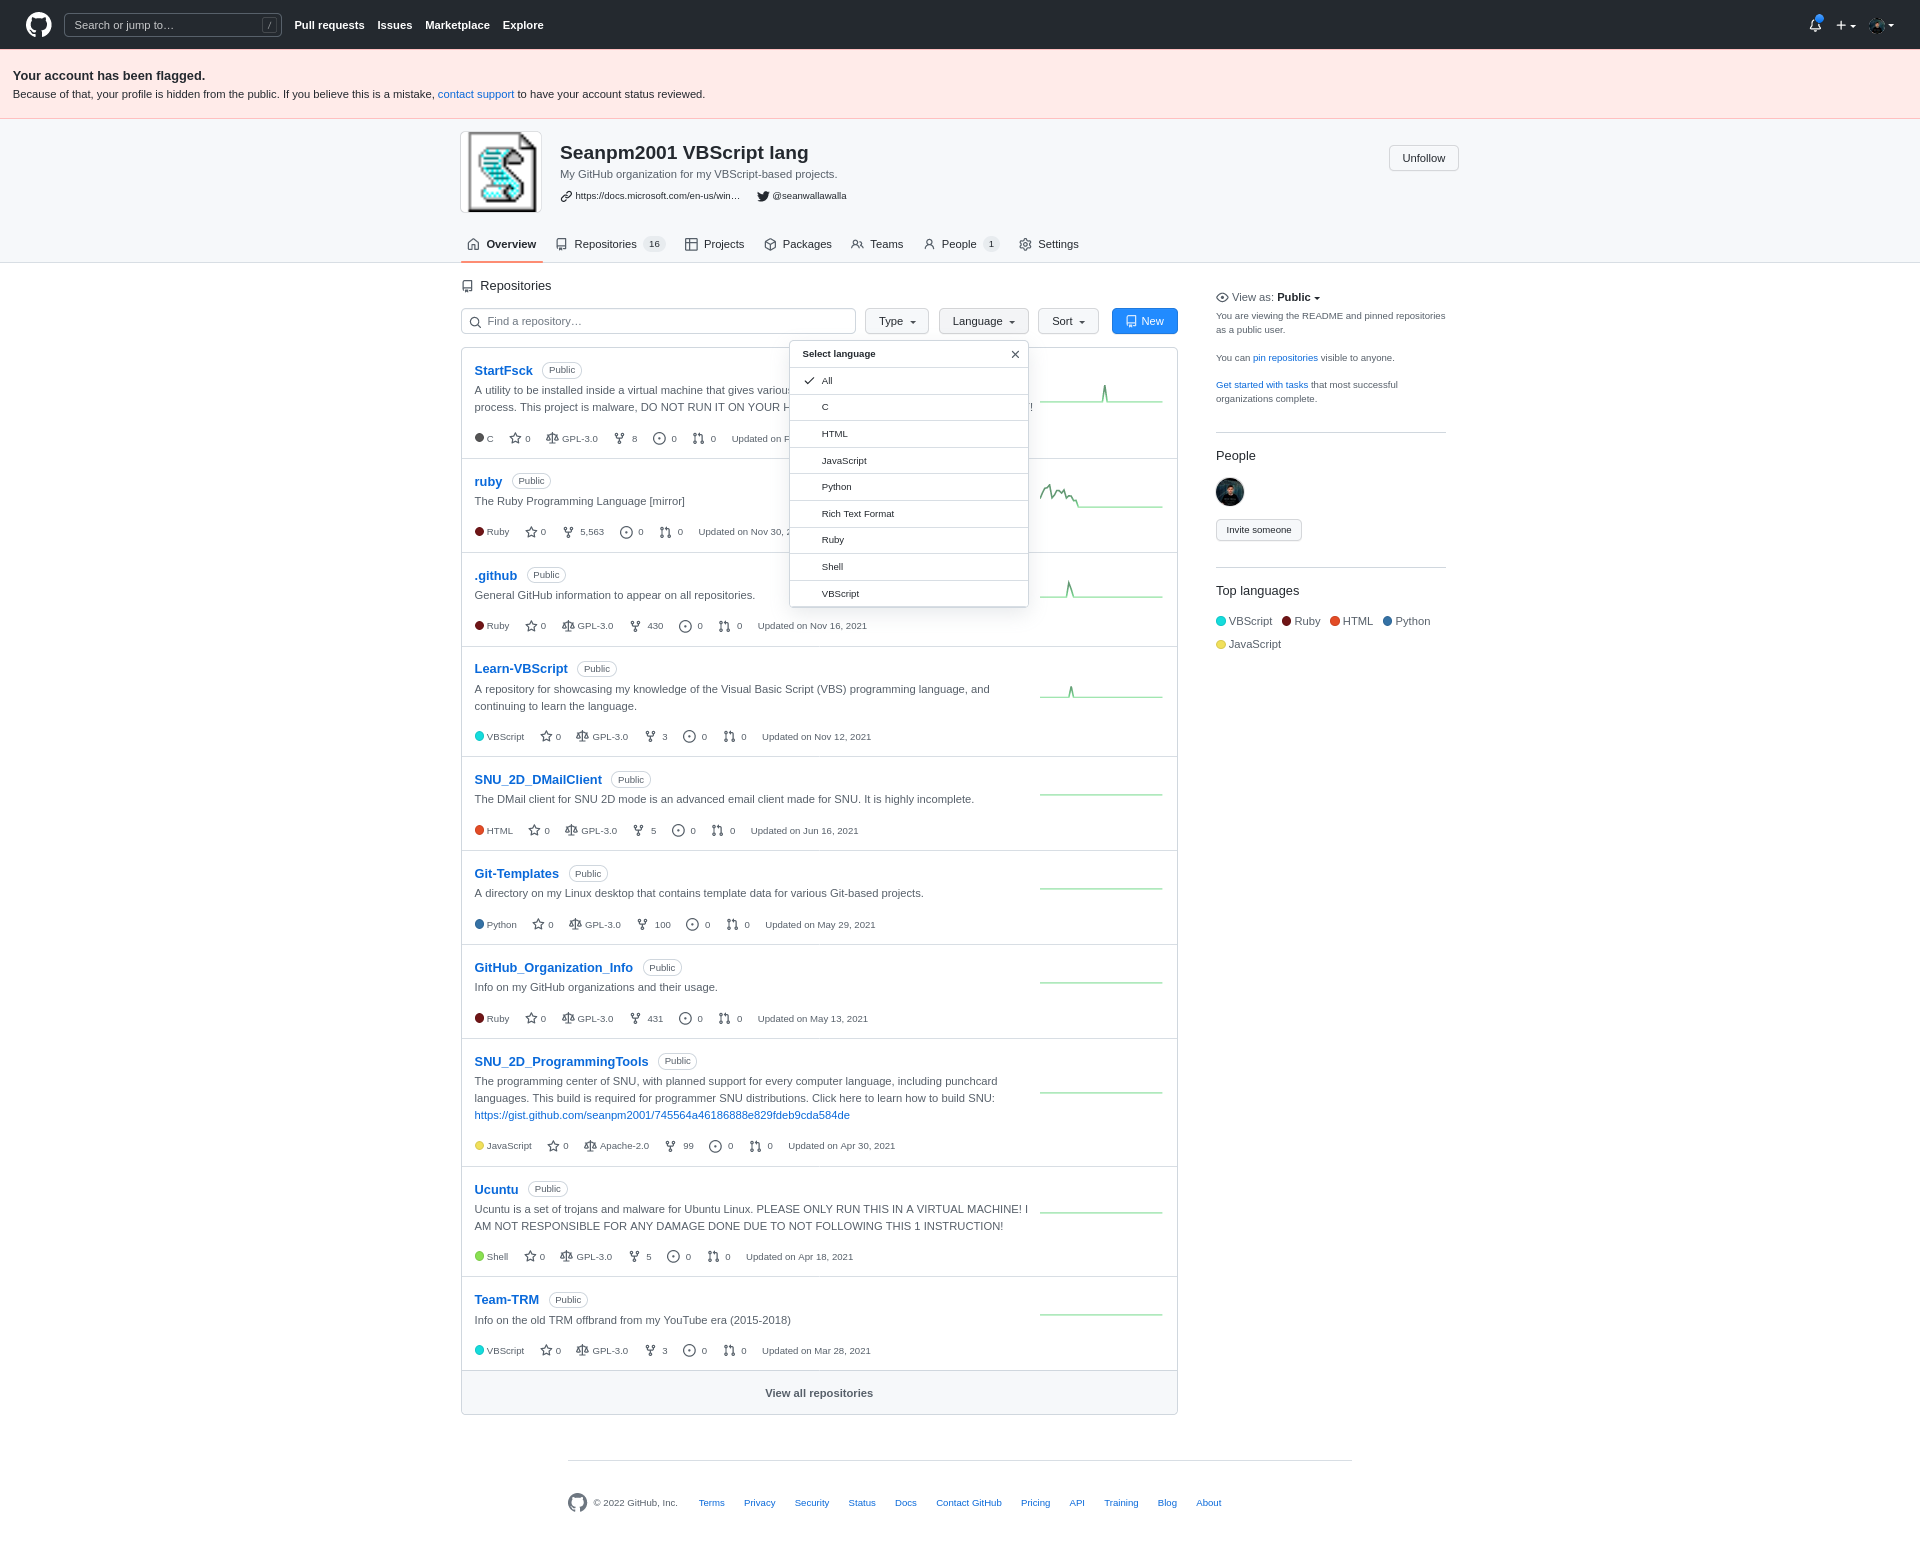 Search or jump to…
/
Pull requests Issues Marketplace Explore
Your account has been flagged.
Because of that, your profile is hidden from the public. If you believe this is a mistake, contact support to have your account status reviewed.
Seanpm2001 VBScript lang
Unfollow
My GitHub organization for my VBScript-based projects.
https://docs.microsoft.com/en-us/win… @seanwallawalla
Overview Repositories 16 Projects Packages Teams People 1 Settings
Repositories
Find a repository…
Type Language Sort New
Select language
All
C
HTML
JavaScript
Python
Rich Text Format
Ruby
Shell
VBScript
StartFsck Public
A utility to be installed inside a virtual machine that gives various
process. This project is malware, DO NOT RUN IT ON YOUR H !
C 0 GPL-3.0 8 0 0 Updated on F
ruby Public
The Ruby Programming Language [mirror]
Ruby 0 5,563 0 0 Updated on Nov 30, 2
.github Public
General GitHub information to appear on all repositories.
Ruby 0 GPL-3.0 430 0 0 Updated on Nov 16, 2021
Learn-VBScript Public
A repository for showcasing my knowledge of the Visual Basic Script (VBS) programming language, and
continuing to learn the language.
VBScript 0 GPL-3.0 3 0 0 Updated on Nov 12, 2021
SNU_2D_DMailClient Public
The DMail client for SNU 2D mode is an advanced email client made for SNU. It is highly incomplete.
HTML 0 GPL-3.0 5 0 0 Updated on Jun 16, 2021
Git-Templates Public
A directory on my Linux desktop that contains template data for various Git-based projects.
Python 0 GPL-3.0 100 0 0 Updated on May 29, 2021
GitHub_Organization_Info Public
Info on my GitHub organizations and their usage.
Ruby 0 GPL-3.0 431 0 0 Updated on May 13, 2021
SNU_2D_ProgrammingTools Public
The programming center of SNU, with planned support for every computer language, including punchcard
languages. This build is required for programmer SNU distributions. Click here to learn how to build SNU:
https://gist.github.com/seanpm2001/745564a46186888e829fdeb9cda584de
JavaScript 0 Apache-2.0 99 0 0 Updated on Apr 30, 2021
Ucuntu Public
Ucuntu is a set of trojans and malware for Ubuntu Linux. PLEASE ONLY RUN THIS IN A VIRTUAL MACHINE! I
AM NOT RESPONSIBLE FOR ANY DAMAGE DONE DUE TO NOT FOLLOWING THIS 1 INSTRUCTION!
Shell 0 GPL-3.0 5 0 0 Updated on Apr 18, 2021
Team-TRM Public
Info on the old TRM offbrand from my YouTube era (2015-2018)
VBScript 0 GPL-3.0 3 0 0 Updated on Mar 28, 2021
View all repositories
View as: Public
You are viewing the README and pinned repositories
as a public user.
You can pin repositories visible to anyone.
Get started with tasks that most successful
organizations complete.
People
Invite someone
Top languages
VBScript Ruby HTML Python
JavaScript
© 2022 GitHub, Inc. Terms Privacy Security Status Docs Contact GitHub Pricing API Training Blog About